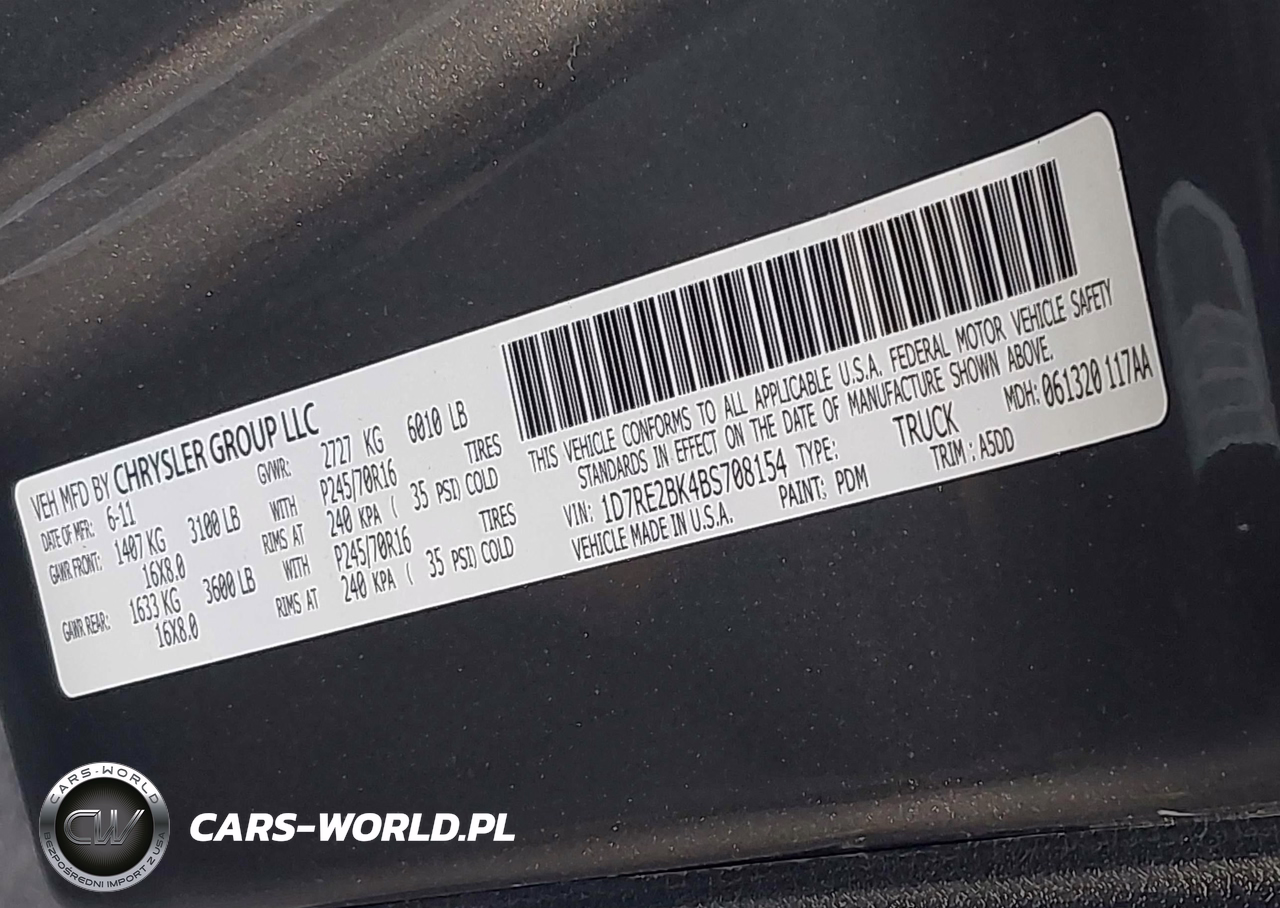 VEH MFD BY CHRYSLER GROUP LLC
DATE OF MFR: 6-11 GVWR: 2727 KG 6010 LB
GAWR FRONT: 1407 KG 3100 LB WITH P245/70R16 TIRES
16X8.0 RIMS AT 240 KPA ( 35 PSI) COLD
GAWR REAR: 1633 KG 3600 LB WITH P245/70R16 TIRES
16X8.0 RIMS AT 240 KPA ( 35 PSI) COLD
THIS VEHICLE CONFORMS TO ALL APPLICABLE U.S.A. FEDERAL MOTOR VEHICLE SAFETY
STANDARDS IN EFFECT ON THE DATE OF MANUFACTURE SHOWN ABOVE.
MDH: 061320 117AA
VIN: 1D7RE2BK4BS708154 TYPE: TRUCK
VEHICLE MADE IN U.S.A. PAINT: PDM TRIM: A5DD
CARS-WORLD
CW
BEZPOŚREDNI IMPORT Z USA
CARS-WORLD.PL